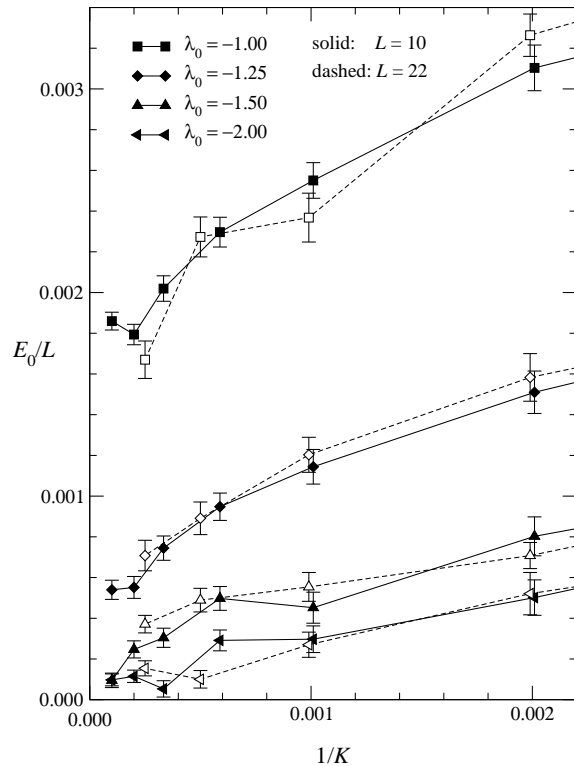 λ₀ = −1.00 solid: L = 10
λ₀ = −1.25 dashed: L = 22
λ₀ = −1.50
λ₀ = −2.00
0.003
0.002
E₀/L
0.001
0.000
0.000 0.001 0.002
1/K